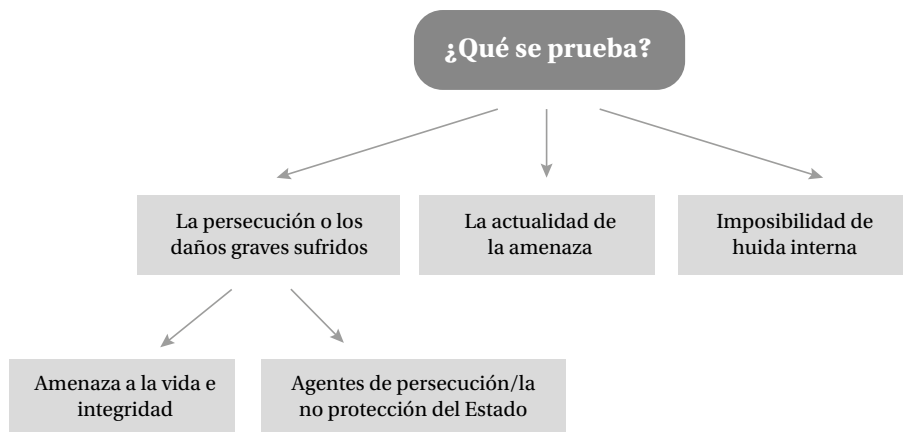 ¿Qué se prueba?
La persecución o los
daños graves sufridos
La actualidad de
la amenaza
Imposibilidad de
huida interna
Amenaza a la vida e
integridad
Agentes de persecución/la
no protección del Estado